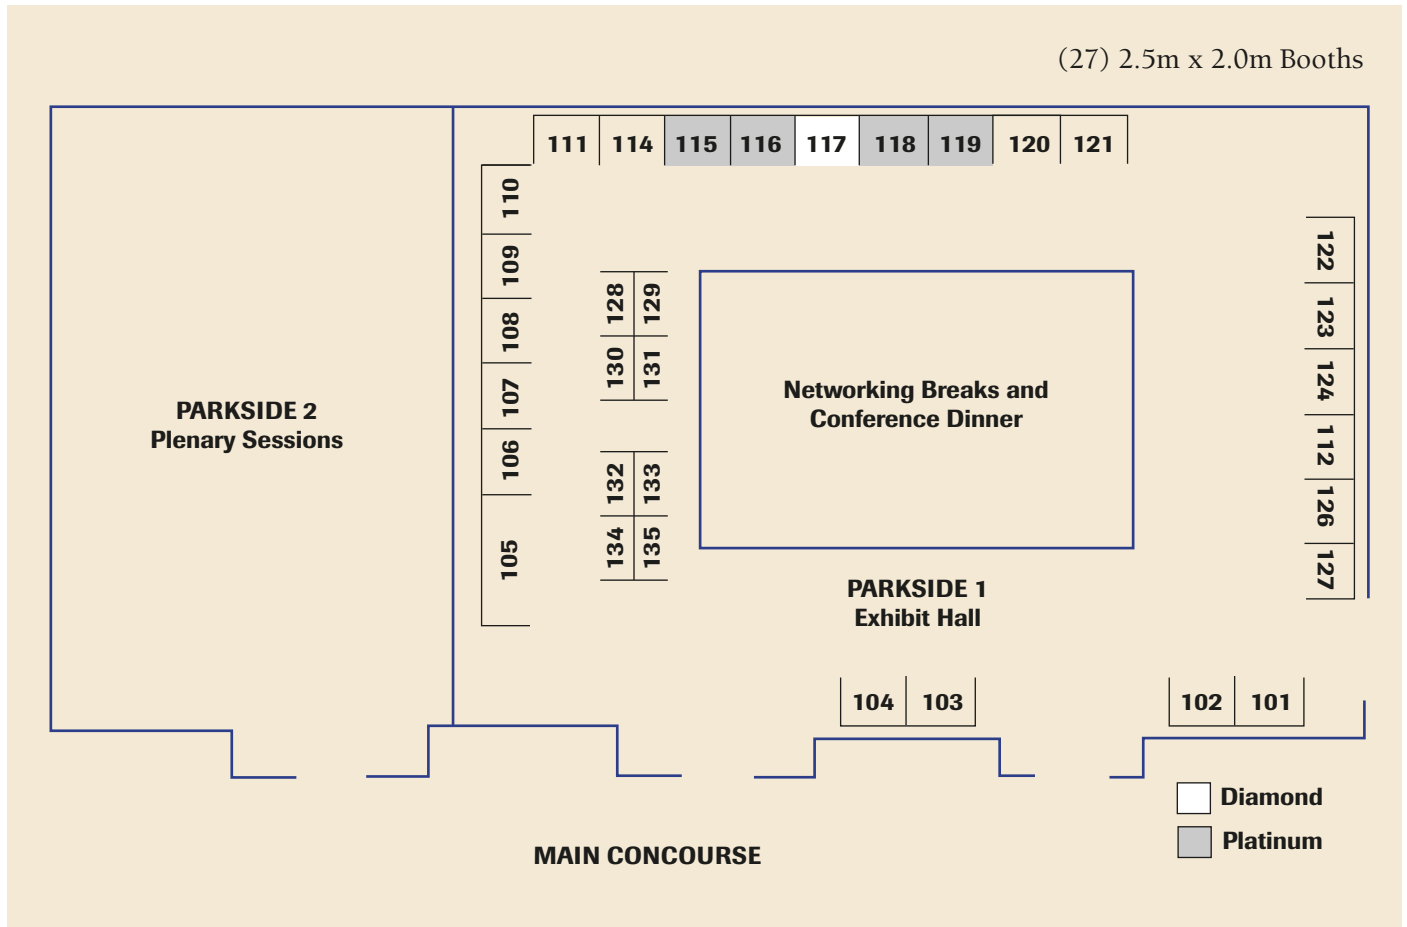 (27) 2.5m x 2.0m Booths
111 114 115 116 117 118 119 120 121
110
109
108
107
106
105
128 129
130 131
132 133
134 135
122
123
124
112
126
127
PARKSIDE 2
Plenary Sessions
Networking Breaks and
Conference Dinner
PARKSIDE 1
Exhibit Hall
104 103
102 101
Diamond
Platinum
MAIN CONCOURSE